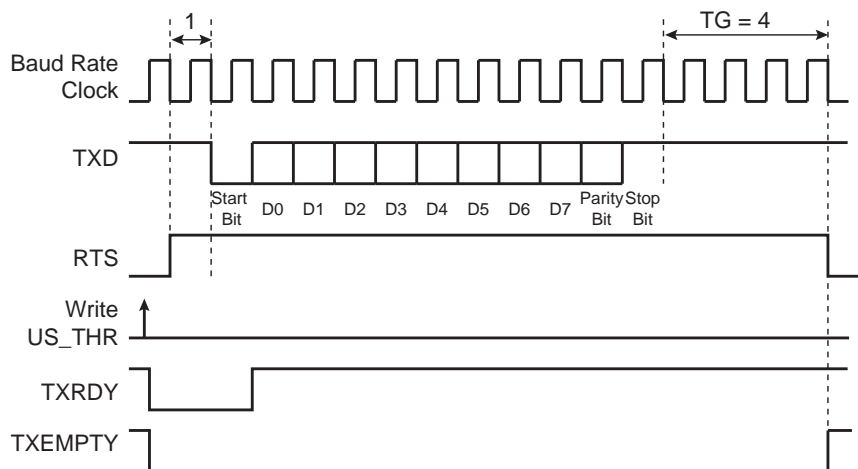 1
TG = 4
Baud Rate
Clock
TXD
Start
Bit
D0
D1
D2
D3
D4
D5
D6
D7
Parity
Bit
Stop
Bit
RTS
Write
US_THR
TXRDY
TXEMPTY